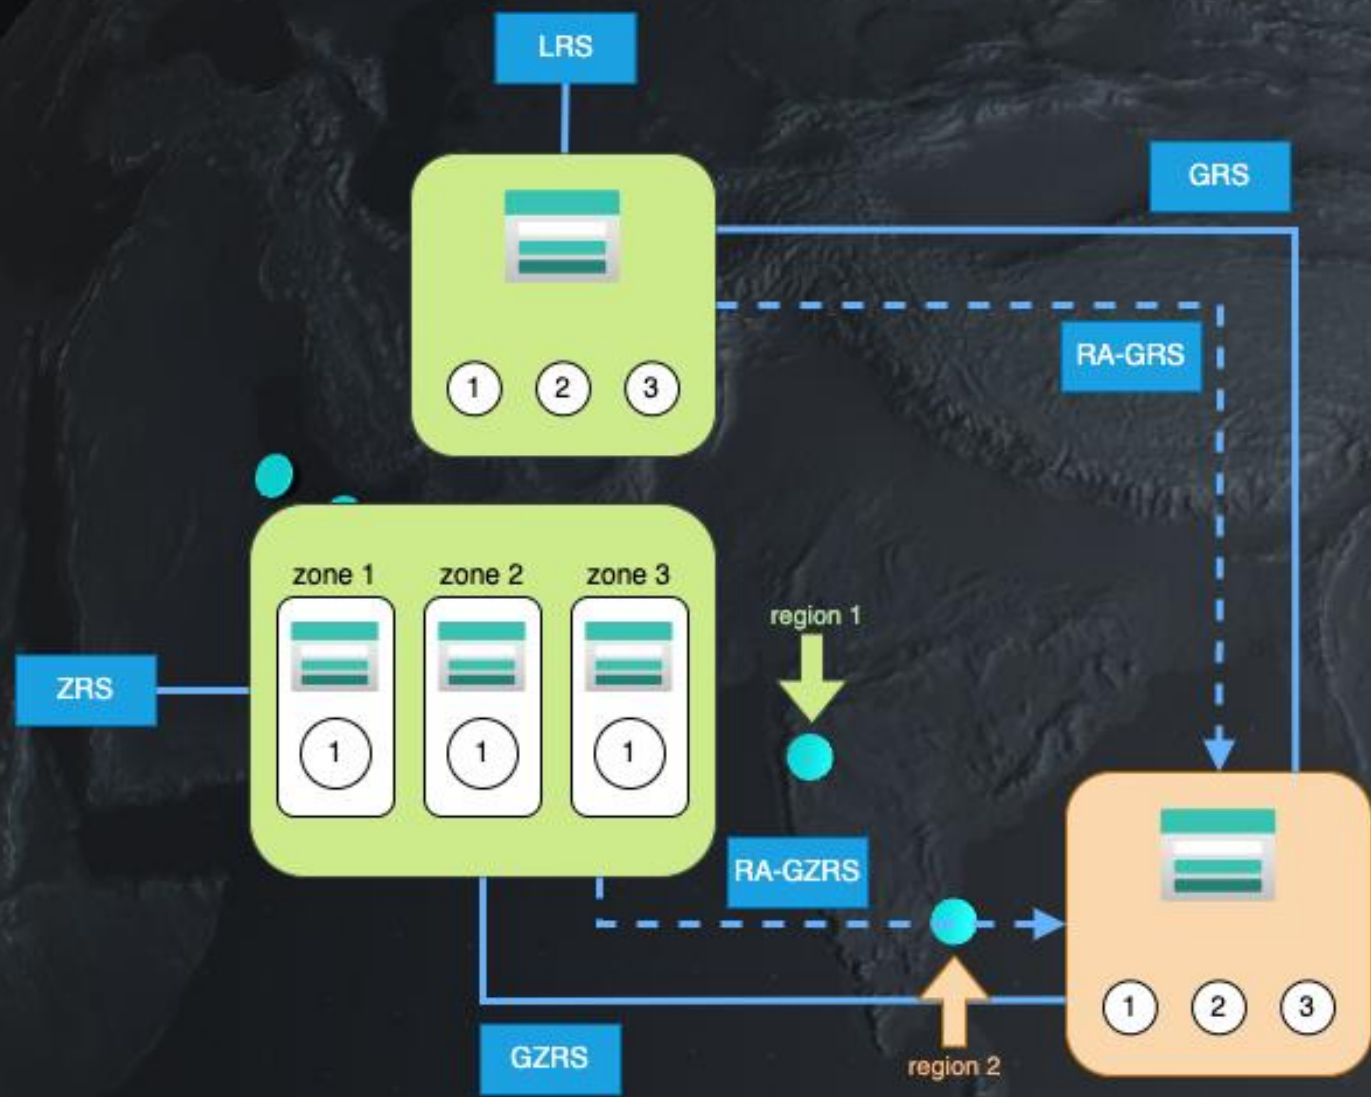 LRS
GRS
RA-GRS
1 2 3
zone 1 zone 2 zone 3
region 1
ZRS
1 1 1
RA-GZRS
1 2 3
GZRS
region 2